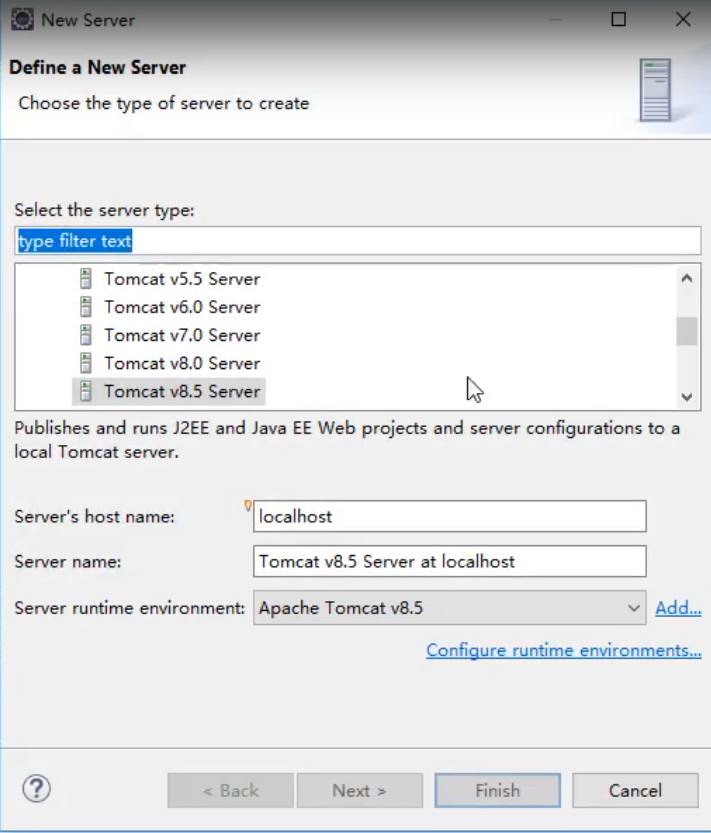 New Server
Define a New Server
Choose the type of server to create
Select the server type:
type filter text
Tomcat v5.5 Server
Tomcat v6.0 Server
Tomcat v7.0 Server
Tomcat v8.0 Server
Tomcat v8.5 Server
Publishes and runs J2EE and Java EE Web projects and server configurations to a
local Tomcat server.
Server's host name: localhost
Server name: Tomcat v8.5 Server at localhost
Server runtime environment: Apache Tomcat v8.5 Add...
Configure runtime environments...
? < Back Next > Finish Cancel